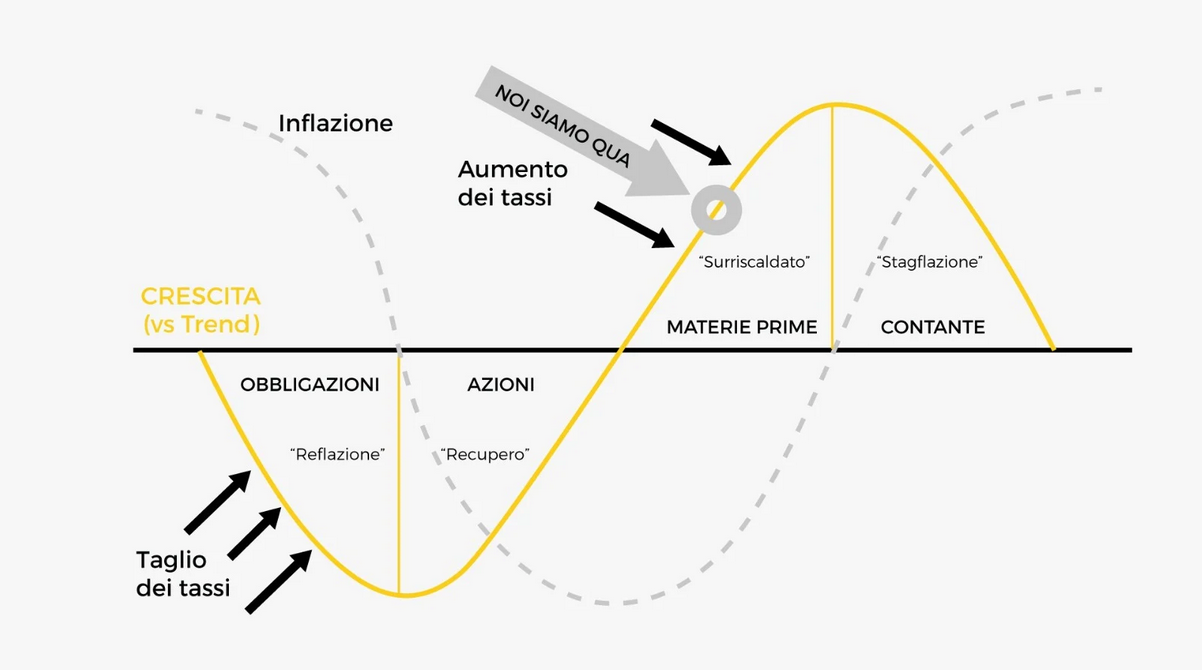 Inflazione
NOI SIAMO QUA
Aumento
dei tassi
“Surriscaldato”
“Stagflazione”
CRESCITA
(vs Trend)
MATERIE PRIME
CONTANTE
OBBLIGAZIONI
AZIONI
“Reflazione”
“Recupero”
Taglio
dei tassi